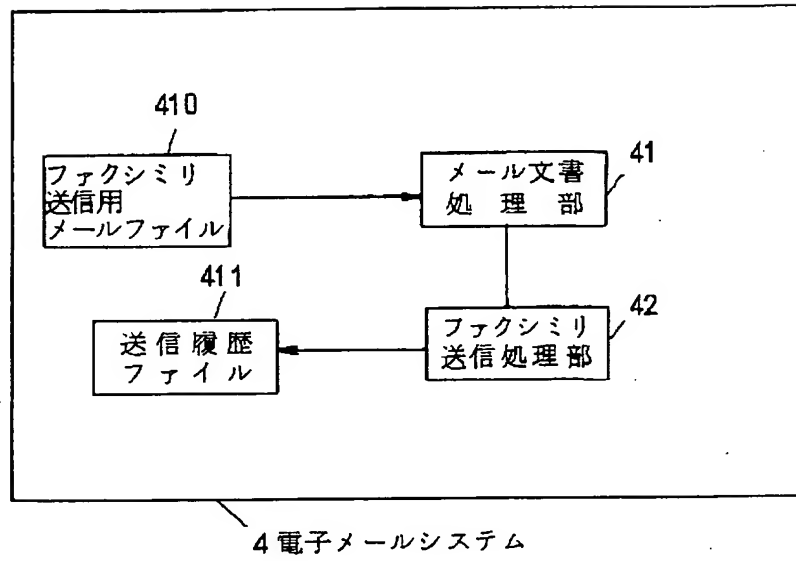 410
ファクシミリ
送信用
メールファイル
41
メール文書
処理部
411
送信履歴
ファイル
42
ファクシミリ
送信処理部
4電子メールシステム